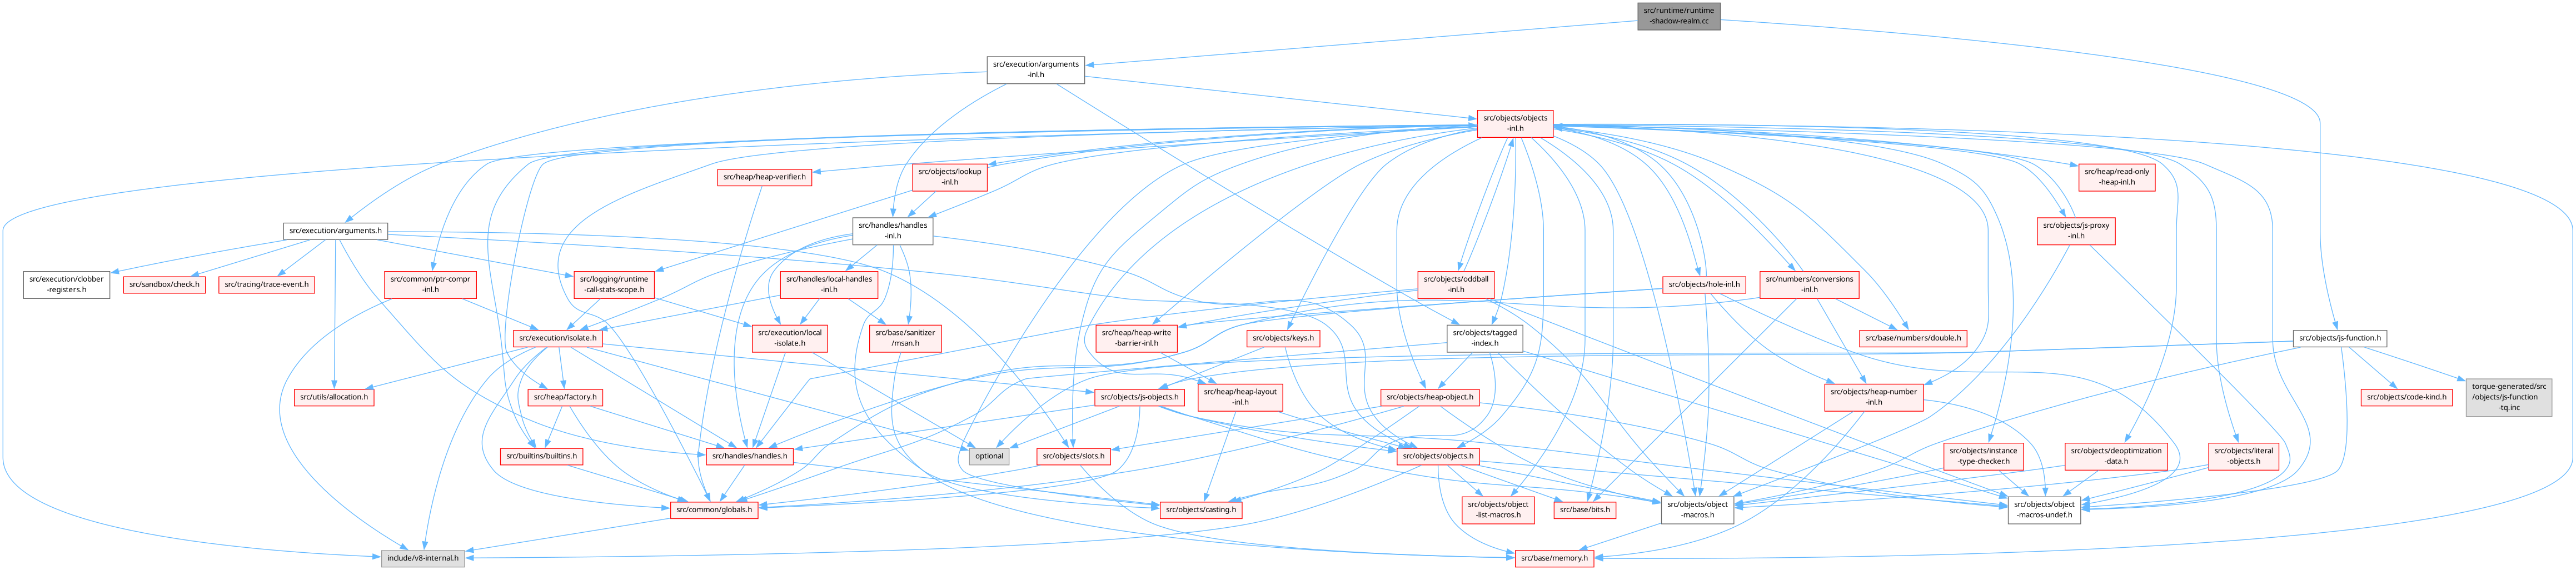 src/runtime/runtime
-shadow-realm.cc
src/execution/arguments
-inl.h
src/objects/objects
-inl.h
src/heap/heap-verifier.h
src/objects/lookup
-inl.h
src/heap/read-only
-heap-inl.h
src/execution/arguments.h
src/handles/handles
-inl.h
src/objects/js-proxy
-inl.h
src/execution/clobber
-registers.h
src/sandbox/check.h
src/tracing/trace-event.h
src/common/ptr-compr
-inl.h
src/logging/runtime
-call-stats-scope.h
src/handles/local-handles
-inl.h
src/objects/oddball
-inl.h
src/objects/hole-inl.h
src/numbers/conversions
-inl.h
src/execution/isolate.h
src/execution/local
-isolate.h
src/base/sanitizer
/msan.h
src/heap/heap-write
-barrier-inl.h
src/objects/keys.h
src/objects/tagged
-index.h
src/base/numbers/double.h
src/objects/js-function.h
src/utils/allocation.h
src/heap/factory.h
src/objects/js-objects.h
src/heap/heap-layout
-inl.h
src/objects/heap-object.h
src/objects/heap-number
-inl.h
src/objects/code-kind.h
torque-generated/src
/objects/js-function
-tq.inc
src/builtins/builtins.h
src/handles/handles.h
optional
src/objects/slots.h
src/objects/objects.h
src/objects/instance
-type-checker.h
src/objects/deoptimization
-data.h
src/objects/literal
-objects.h
src/common/globals.h
src/objects/casting.h
src/objects/object
-list-macros.h
src/base/bits.h
src/objects/object
-macros.h
src/objects/object
-macros-undef.h
include/v8-internal.h
src/base/memory.h